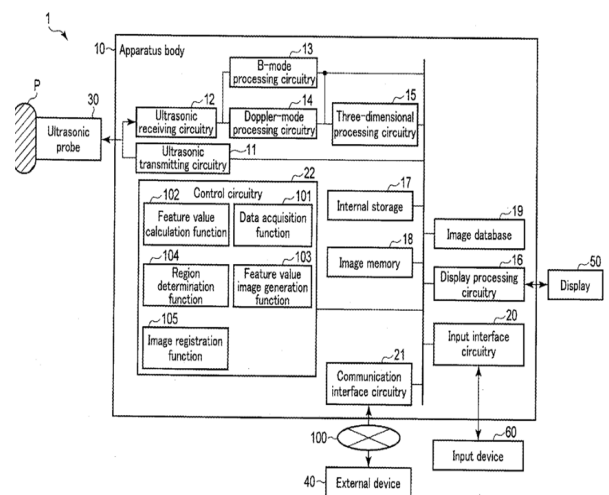 1
10
Apparatus body
13
B-mode
processing circuitry
P
30
12
14
15
Ultrasonic
probe
Ultrasonic
receiving circuitry
Doppler-mode
processing circuitry
Three-dimensional
processing circuitry
11
Ultrasonic
transmitting circuitry
22
Control circuitry
102
101
Feature value
calculation function
Data acquisition
function
104
103
Region
determination
function
Feature value
image generation
function
105
Image registration
function
17
Internal storage
18
Image memory
19
Image database
16
Display processing
circuitry
50
Display
20
Input interface
circuitry
21
Communication
interface circuitry
100
40
External device
60
Input device